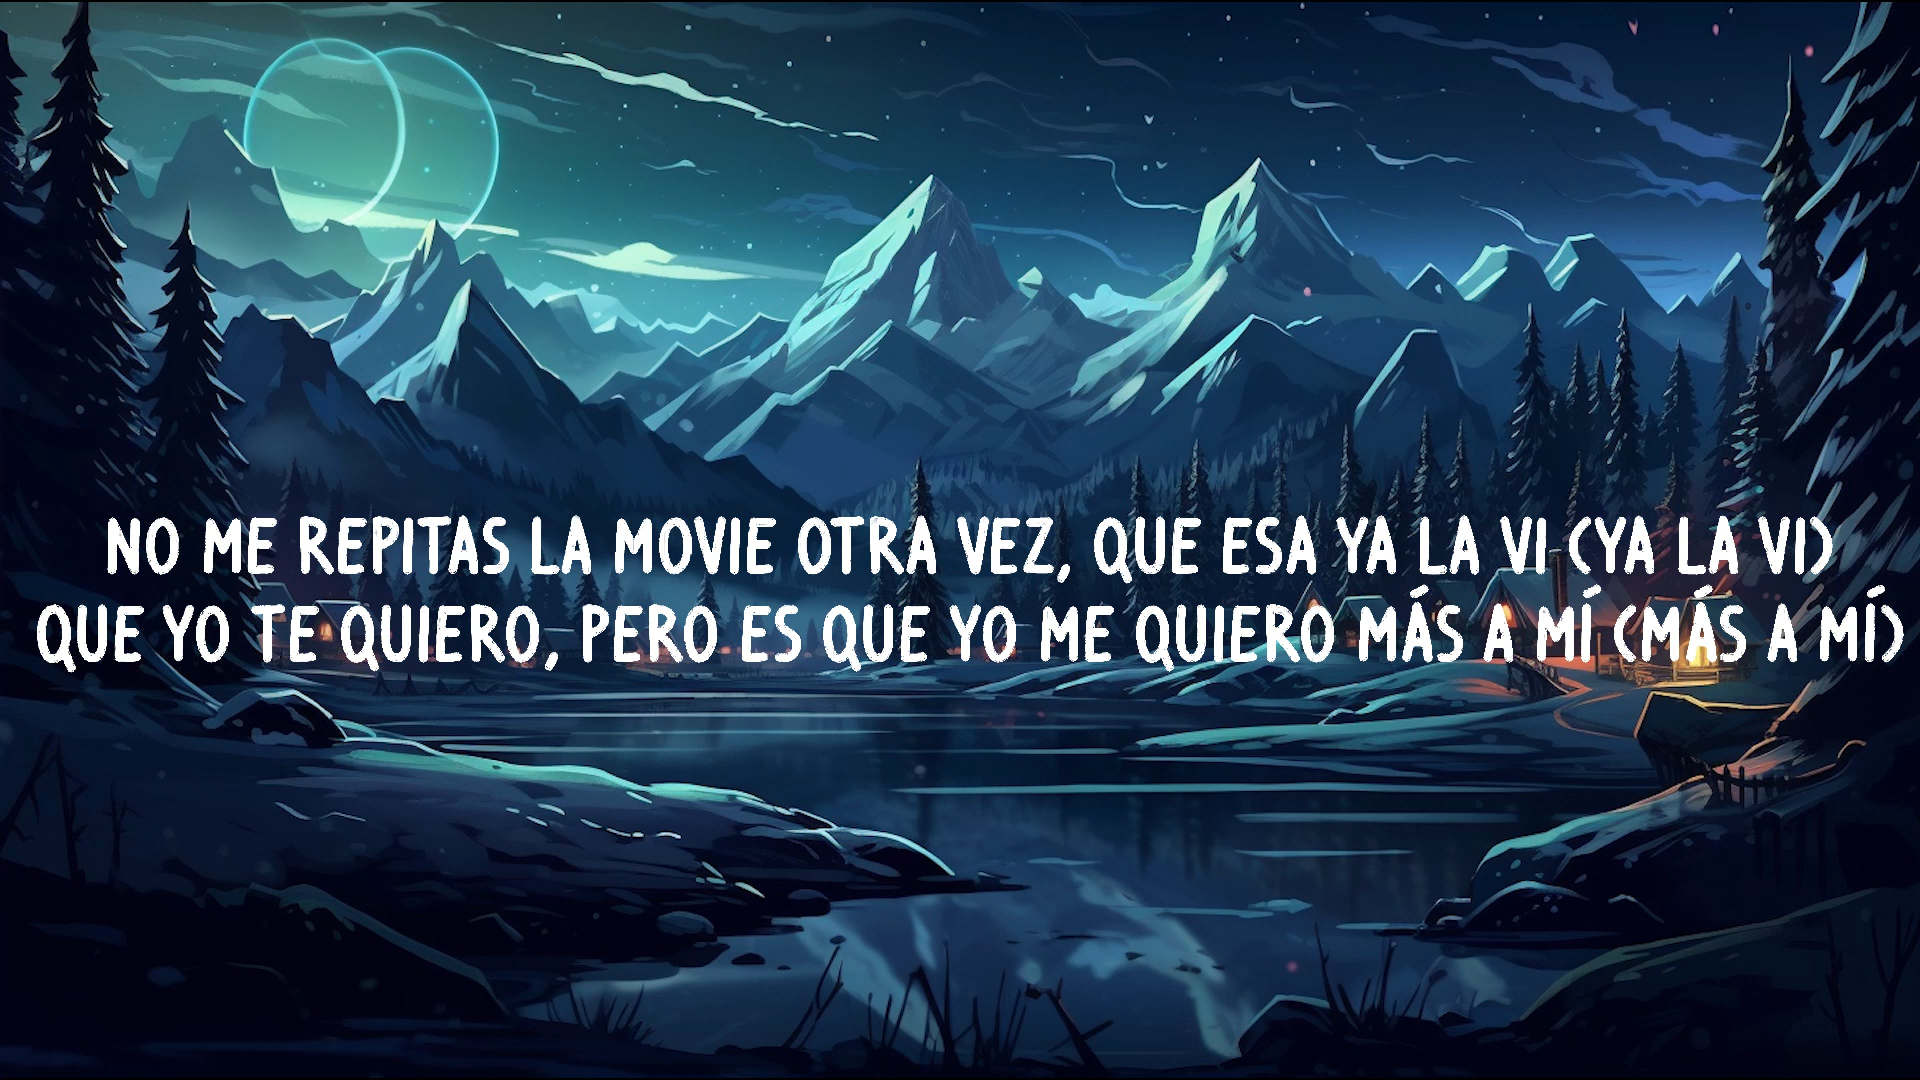 NO ME REPITAS LA MOVIE OTRA VEZ, QUE ESA YA LA VI (YA LA VI)
QUE YO TE QUIERO, PERO ES QUE YO ME QUIERO MÁS A MÍ (MÁS A MÍ)